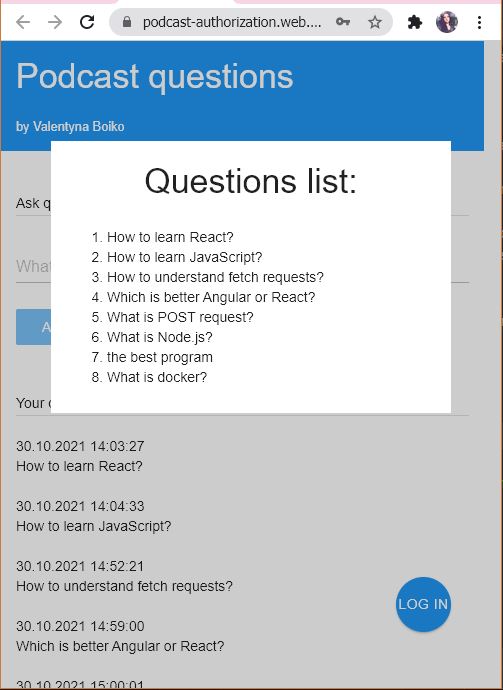 podcast-authorization.web....
Podcast questions
by Valentyna Boiko
Questions list:
Ask
1. How to learn React?
2. How to learn JavaScript?
3. How to understand fetch requests?
4. Which is better Angular or React?
5. What is POST request?
6. What is Node.js?
7. the best program
8. What is docker?
Your
30.10.2021 14:03:27
How to learn React?
30.10.2021 14:04:33
How to learn JavaScript?
30.10.2021 14:52:21
How to understand fetch requests?
LOG IN
30.10.2021 14:59:00
Which is better Angular or React?
30.10.2021 15:00:01